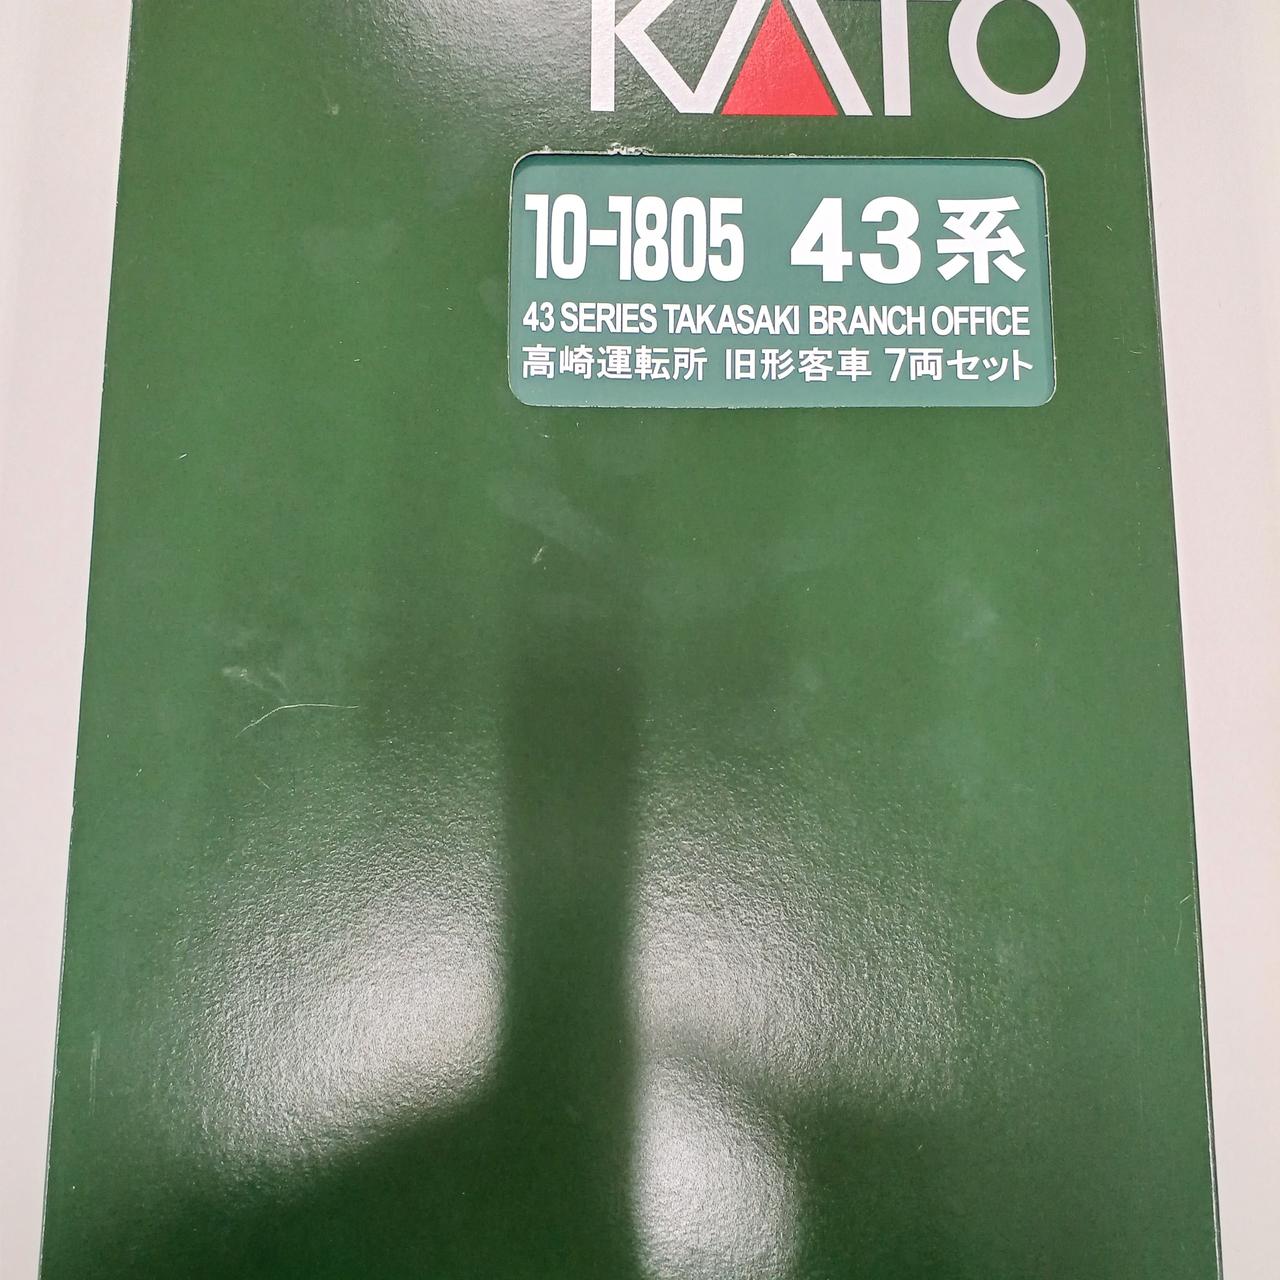 KATO
10-1805 43系
43 SERIES TAKASAKI BRANCH OFFICE
高崎運転所 旧形客車 7両セット